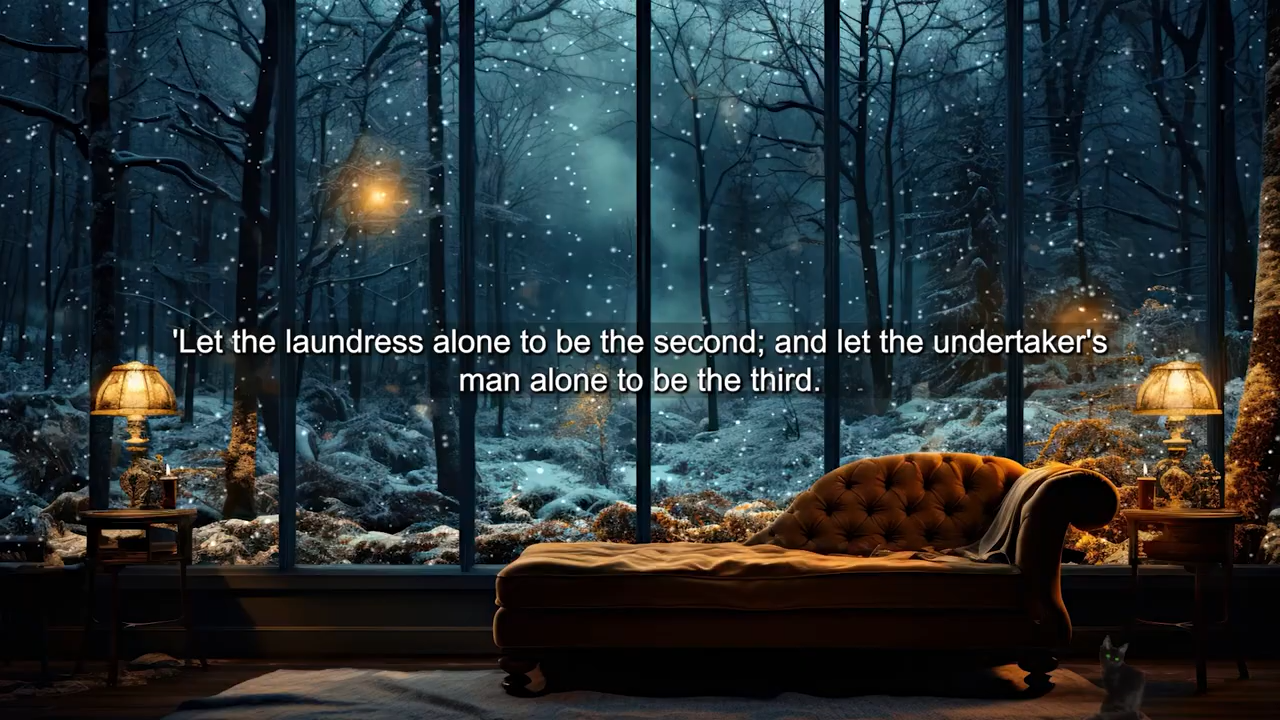 'Let the laundress alone to be the second; and let the undertaker's
man alone to be the third.